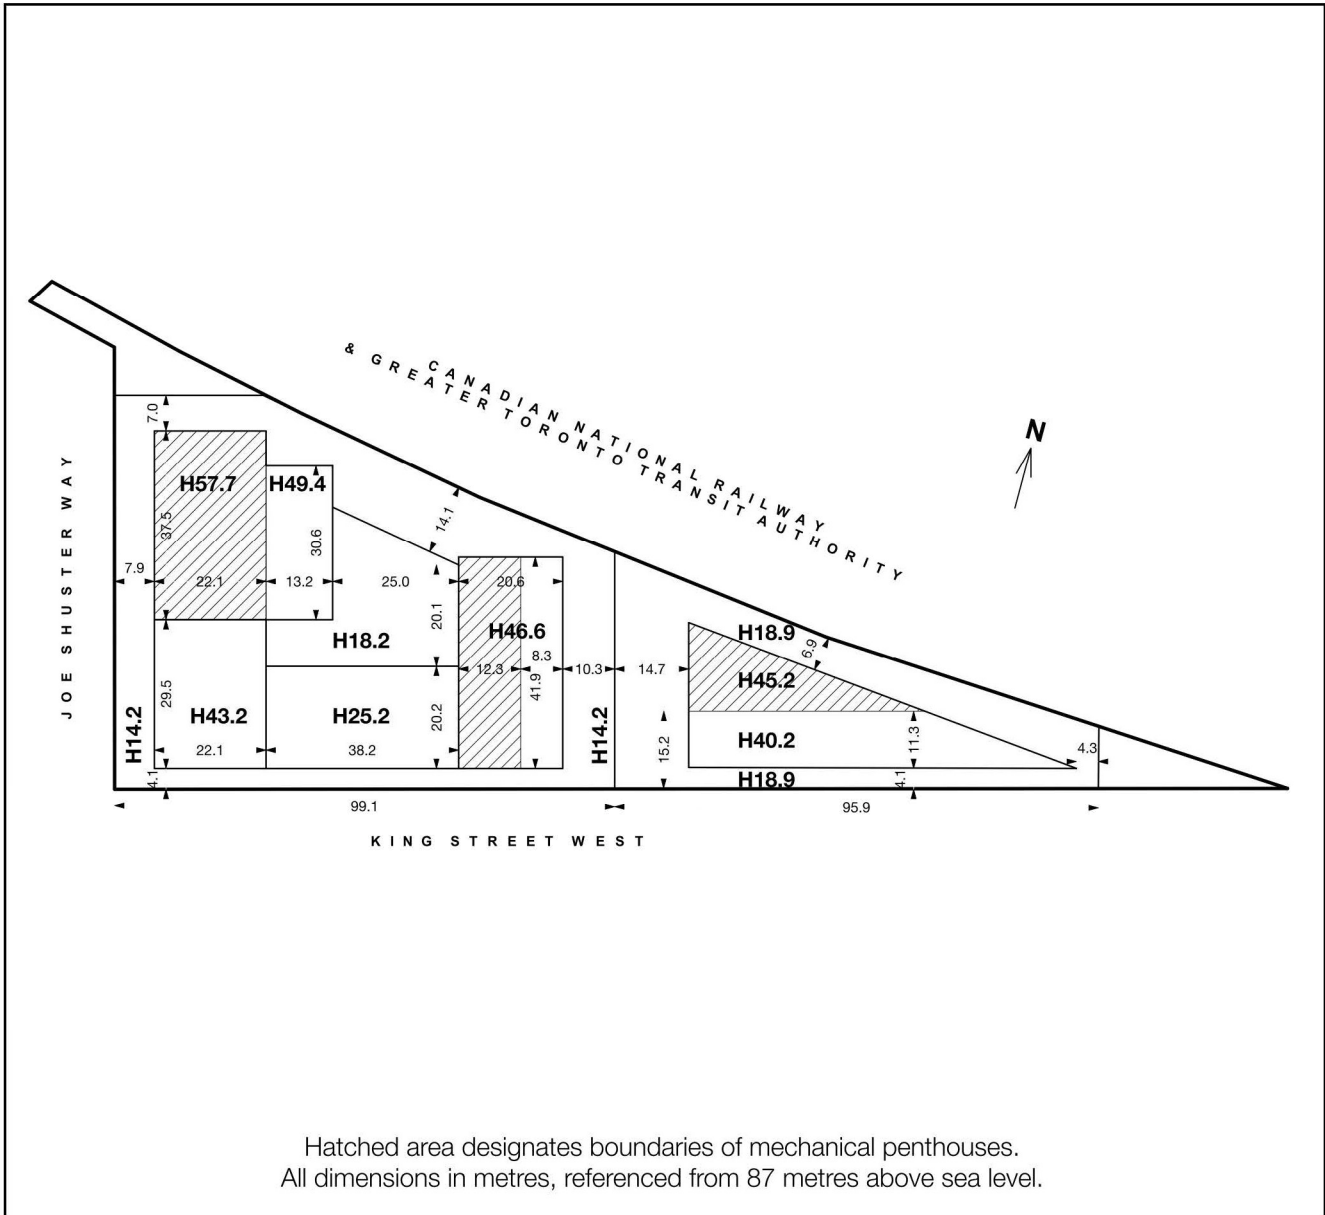 & GREATER TORONTO TRANSIT AUTHORITY
CANADIAN NATIONAL RAILWAY
N
7.0
JOE SHUSTER WAY
H57.7
H49.4
37.5
30.6
14.1
7.9
22.1
13.2
25.0
20.6
20.1
H18.2
H46.6
12.3
8.3
10.3
14.7
41.9
H18.9
6.9
H45.2
29.5
H14.2
H43.2
H25.2
20.2
H14.2
15.2
H40.2
11.3
4.3
22.1
38.2
4.1
H18.9
4.1
99.1
95.9
KING STREET WEST
Hatched area designates boundaries of mechanical penthouses.
All dimensions in metres, referenced from 87 metres above sea level.